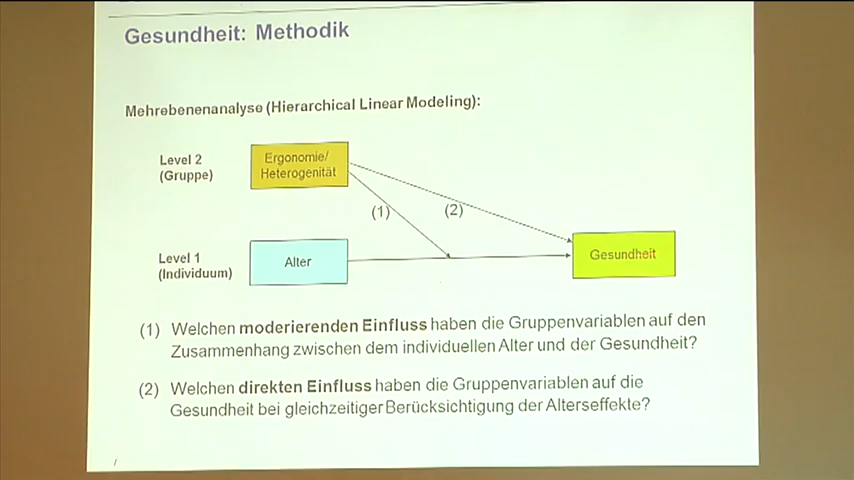 Gesundheit: Methodik
Mehrebenenanalyse (Hierarchical Linear Modeling):
Level 2
(Gruppe)
Ergonomie/
Heterogenität
(1)
(2)
Level 1
(Individuum)
Alter
Gesundheit
(1) Welchen moderierenden Einfluss haben die Gruppenvariablen auf den
Zusammenhang zwischen dem individuellen Alter und der Gesundheit?
(2) Welchen direkten Einfluss haben die Gruppenvariablen auf die
Gesundheit bei gleichzeitiger Berücksichtigung der Alterseffekte?
/